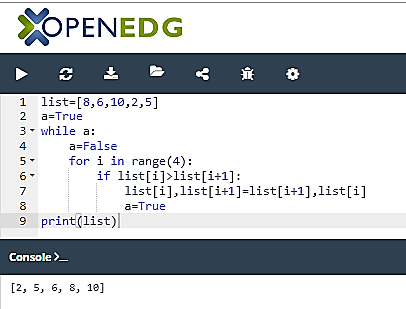 OPENEDG
1 list=[8,6,10,2,5]
2 a=True
3 while a:
4     a=False
5     for i in range(4):
6         if list[i]>list[i+1]:
7             list[i],list[i+1]=list[i+1],list[i]
8             a=True
9 print(list)
Console >_
[2, 5, 6, 8, 10]